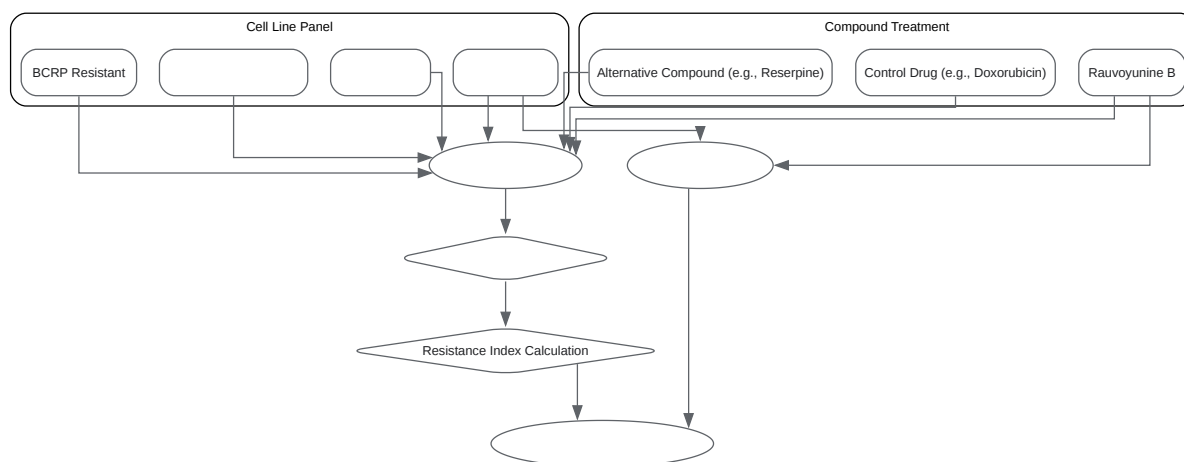 Cell Line Panel
Compound Treatment
BCRP Resistant
Alternative Compound (e.g., Reserpine)
Control Drug (e.g., Doxorubicin)
Rauvoyunine B
Resistance Index Calculation